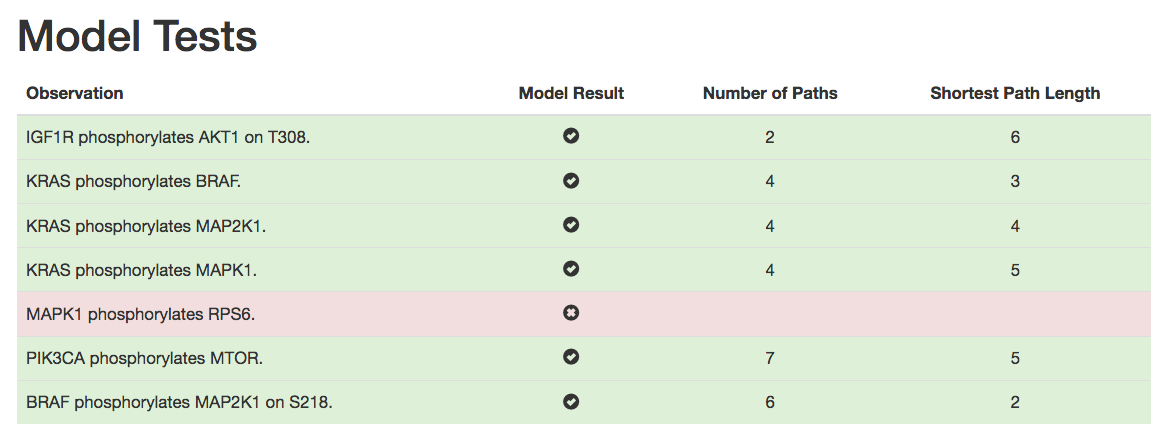 Model Tests
Observation Model Result Number of Paths Shortest Path Length
IGF1R phosphorylates AKT1 on T308. 2 6
KRAS phosphorylates BRAF. 4 3
KRAS phosphorylates MAP2K1. 4 4
KRAS phosphorylates MAPK1. 4 5
MAPK1 phosphorylates RPS6.
PIK3CA phosphorylates MTOR. 7 5
BRAF phosphorylates MAP2K1 on S218. 6 2